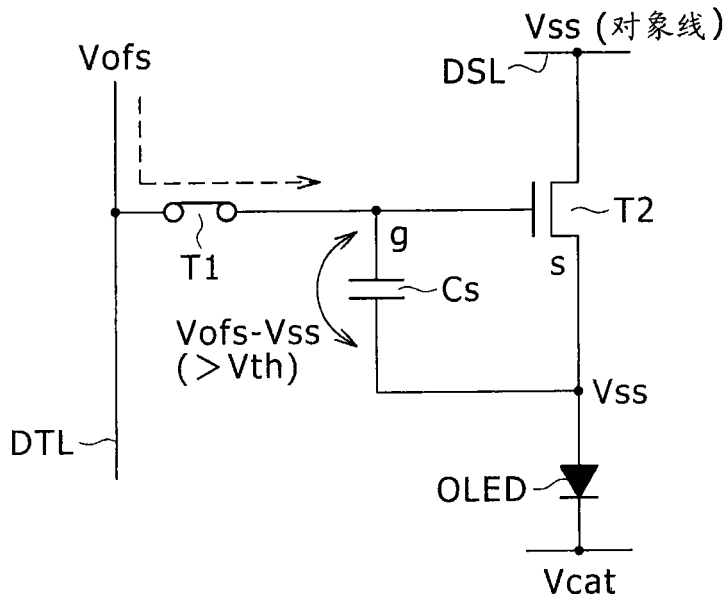 Vss (对象线)
Vofs
DSL
T2
g
T1
s
Cs
Vofs-Vss
(>Vth)
Vss
DTL
OLED
Vcat